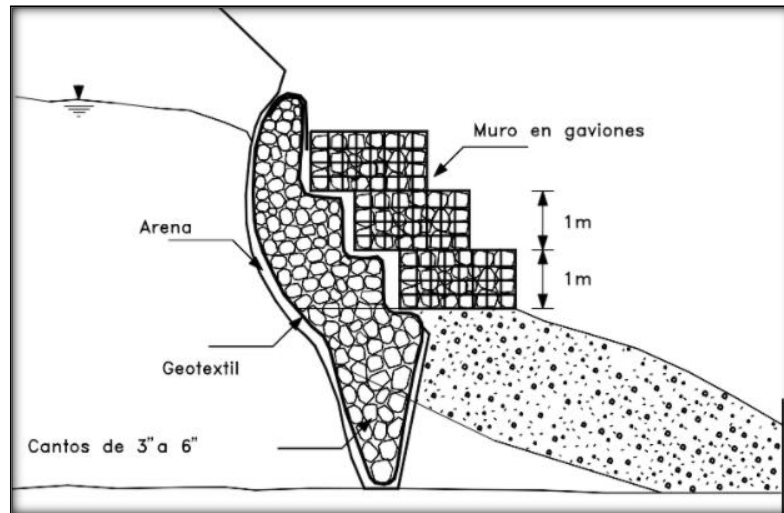 Muro en gaviones
1m
Arena
1m
Geotextil
Cantos de 3"a 6"